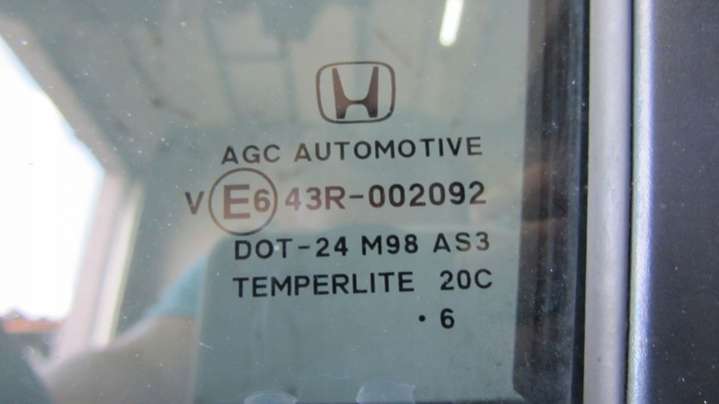 AGC AUTOMOTIVE
V E6 43R-002092
DOT-24 M98 AS3
TEMPERLITE 20C
·6